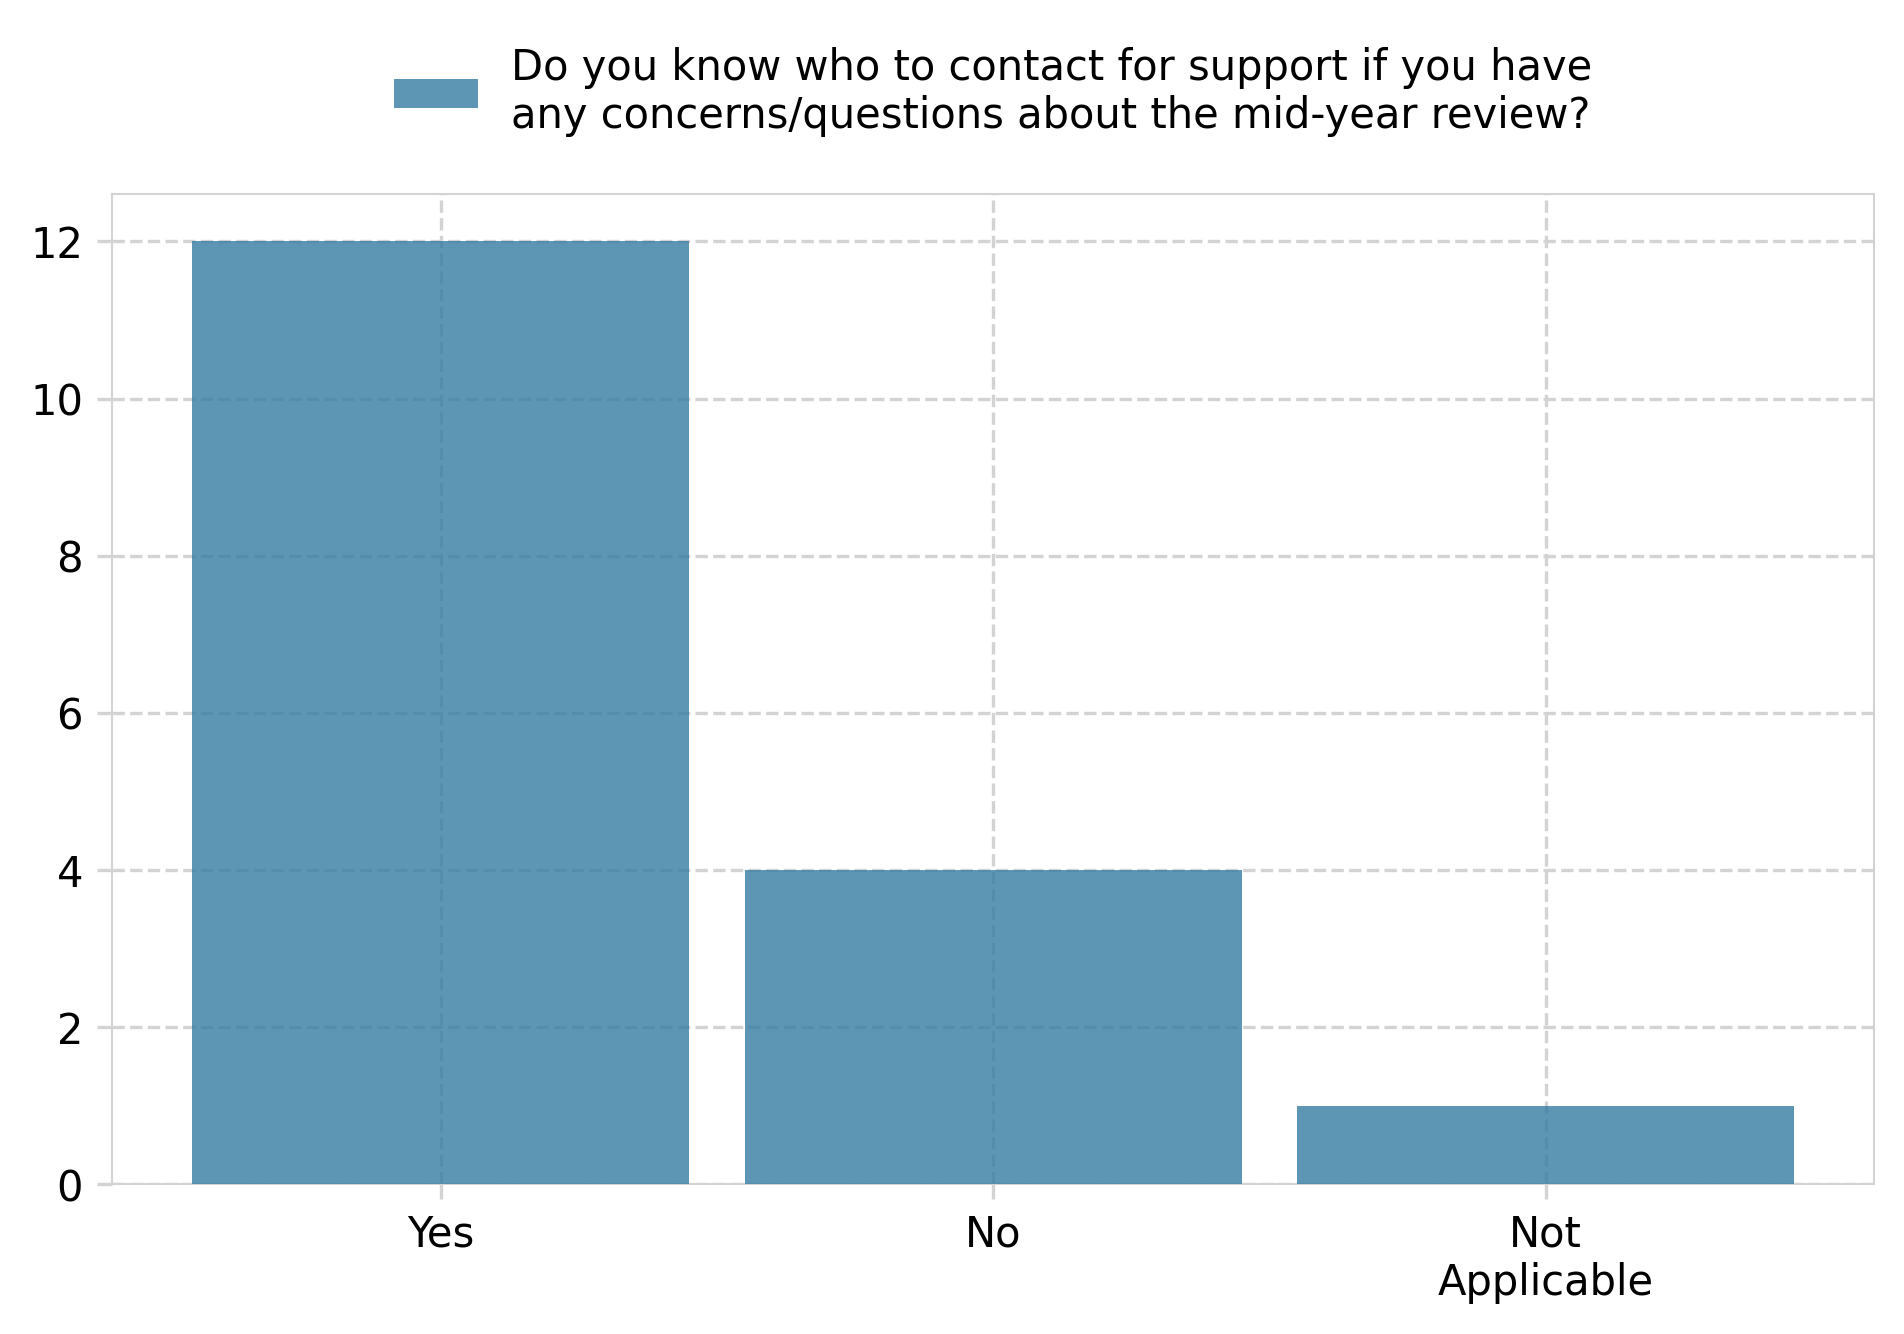 Do you know who to contact for support if you have
any concerns/questions about the mid-year review?
12
10
8
6
4
2
0
Yes
No
Not
Applicable